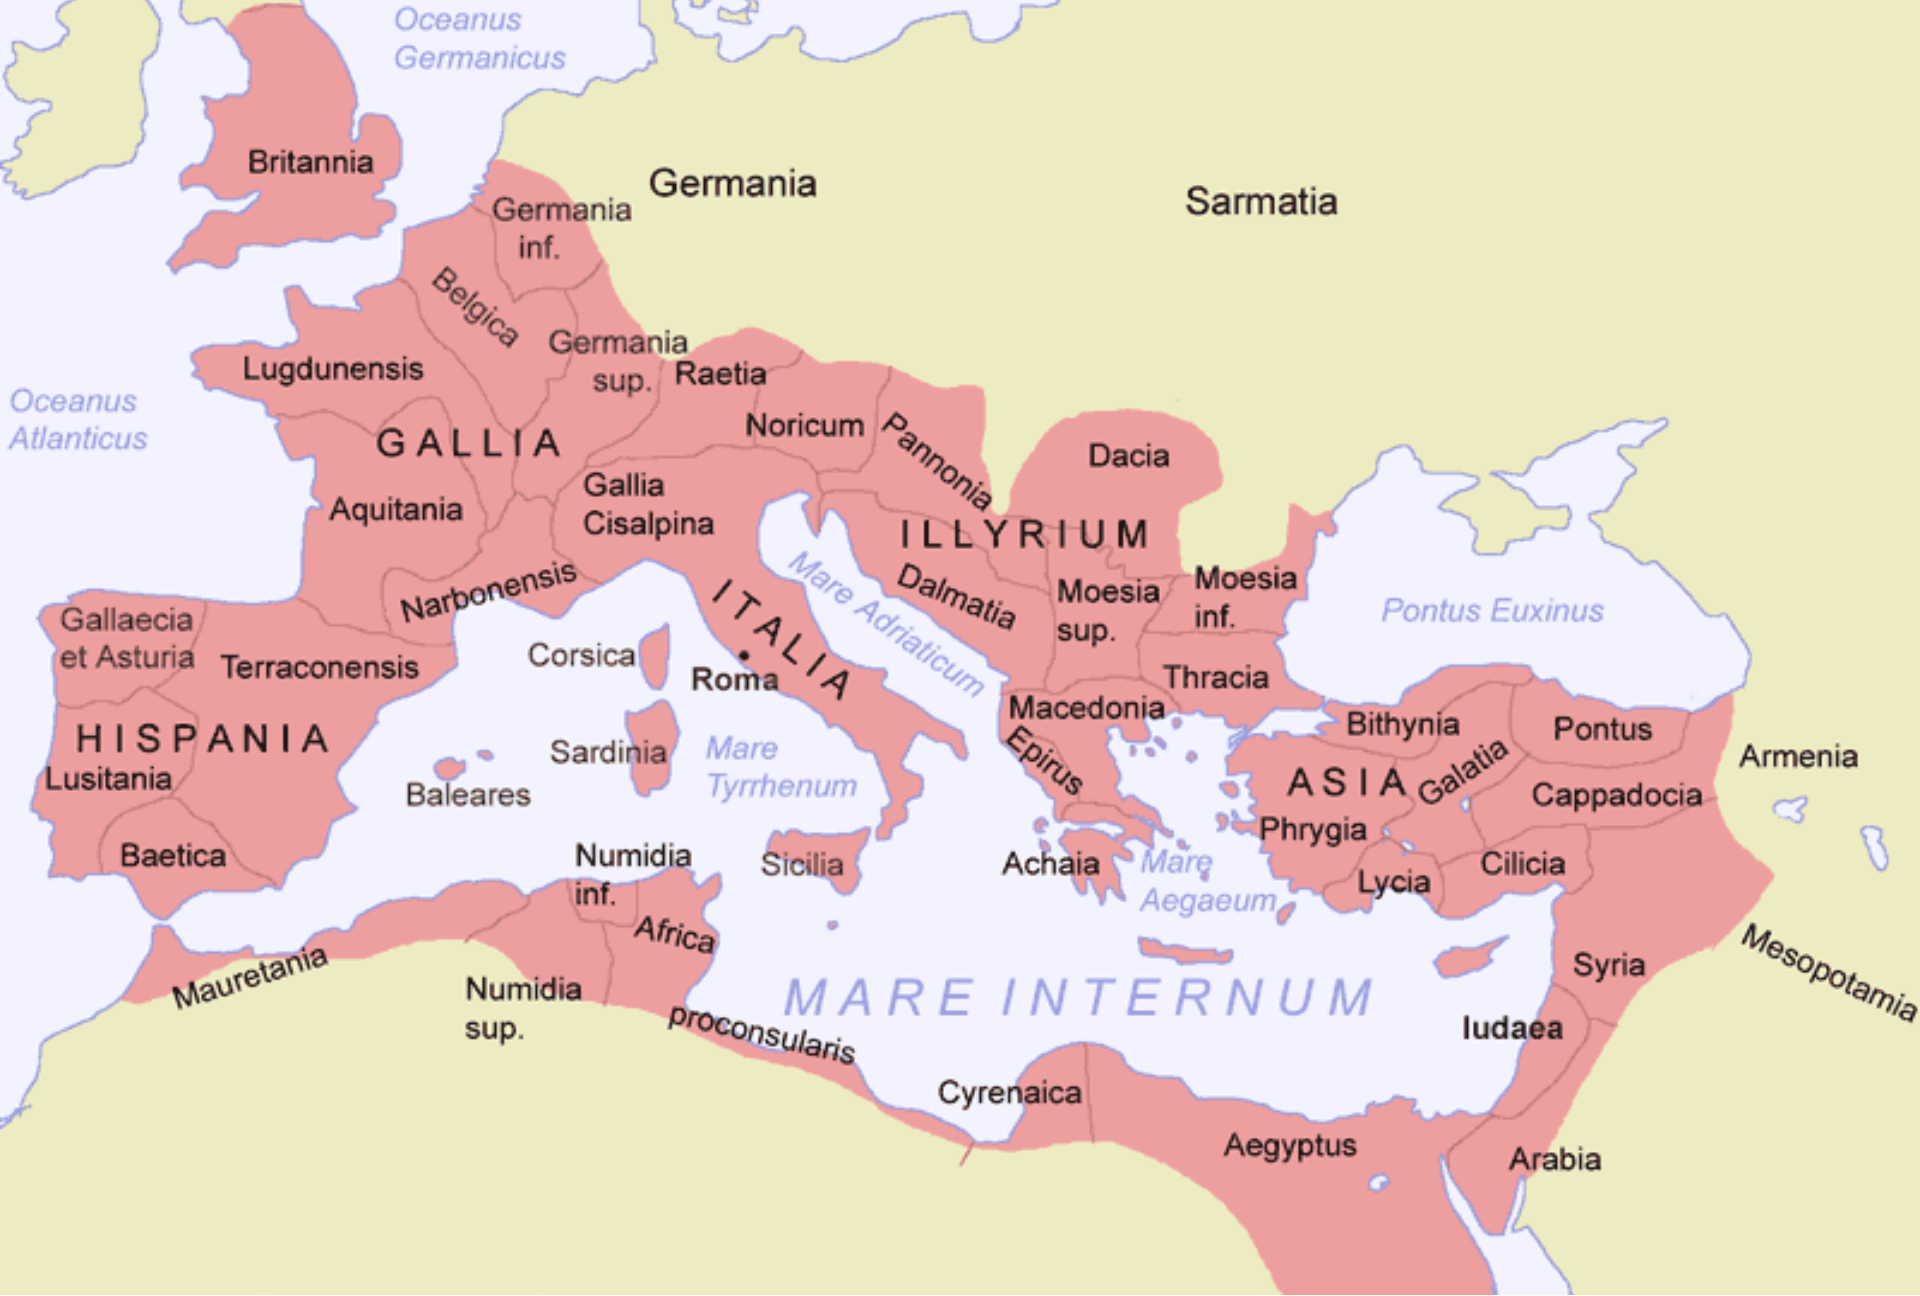 Oceanus
Germanicus
Britannia
Germania
Sarmatia
Germania
inf.
Belgica
Germania
sup.
Lugdunensis
Raetia
Oceanus
Atlanticus
GALLIA
Noricum
Pannonia
Dacia
Gallia
Cisalpina
Aquitania
ILLYRIUM
Narbonensis
ITALIA
Mare Adriaticum
Dalmatia
Moesia
sup.
Moesia
inf.
Pontus Euxinus
Gallaecia
et Asturia
Terraconensis
Corsica
Roma
Thracia
Macedonia
HISPANIA
Lusitania
Baleares
Sardinia
Mare
Tyrrhenum
Epirus
Bithynia
Pontus
Armenia
ASIA
Galatia
Cappadocia
Phrygia
Baetica
Numidia
inf.
Sicilia
Achaia
Mare
Aegaeum
Lycia
Cilicia
Africa
Mauretania
Numidia
sup.
proconsularis
MARE INTERNUM
Syria
Mesopotamia
Iudaea
Cyrenaica
Aegyptus
Arabia